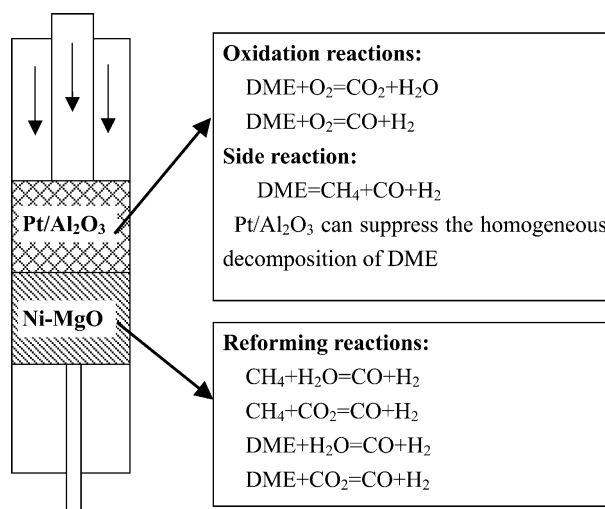 Pt/Al₂O₃
Ni-MgO
Oxidation reactions:
DME+O₂=CO₂+H₂O
DME+O₂=CO+H₂
Side reaction:
DME=CH₄+CO+H₂
Pt/Al₂O₃ can suppress the homogeneous
decomposition of DME
Reforming reactions:
CH₄+H₂O=CO+H₂
CH₄+CO₂=CO+H₂
DME+H₂O=CO+H₂
DME+CO₂=CO+H₂